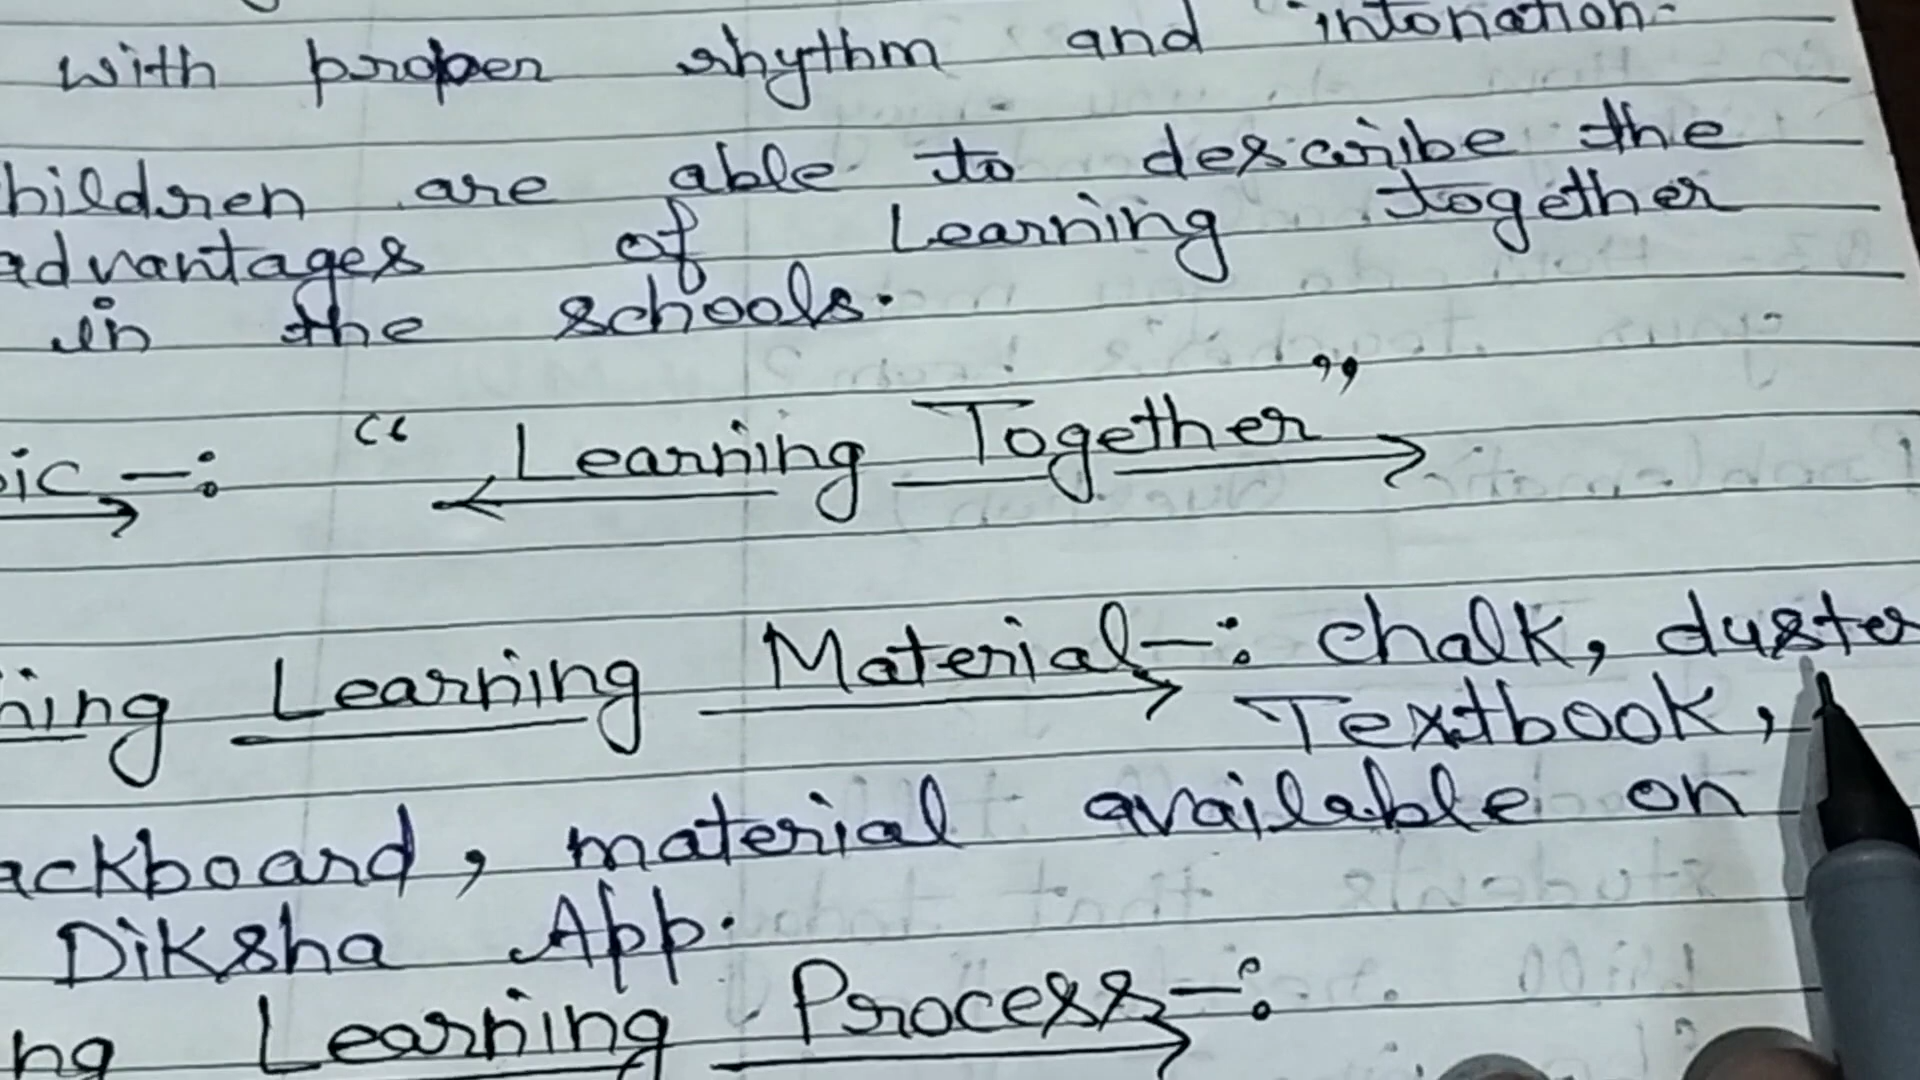 with proper rhythm and intonation.
hildren are able to describe the
advantages of Learning together
in the schools.
ic -: "Learning Together"
ing Learning Material -: chalk, duster
Textbook,
ackboard, material available on
Diksha App.
ng Learning Process -: